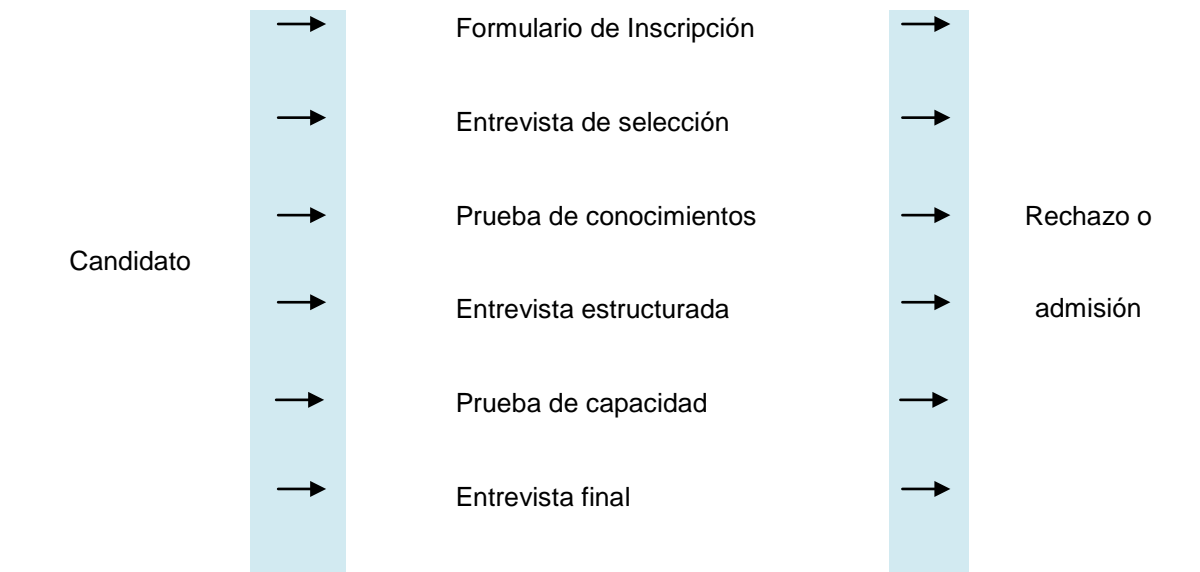 Formulario de Inscripción
Entrevista de selección
Prueba de conocimientos
Rechazo o
Candidato
Entrevista estructurada
admisión
Prueba de capacidad
Entrevista final